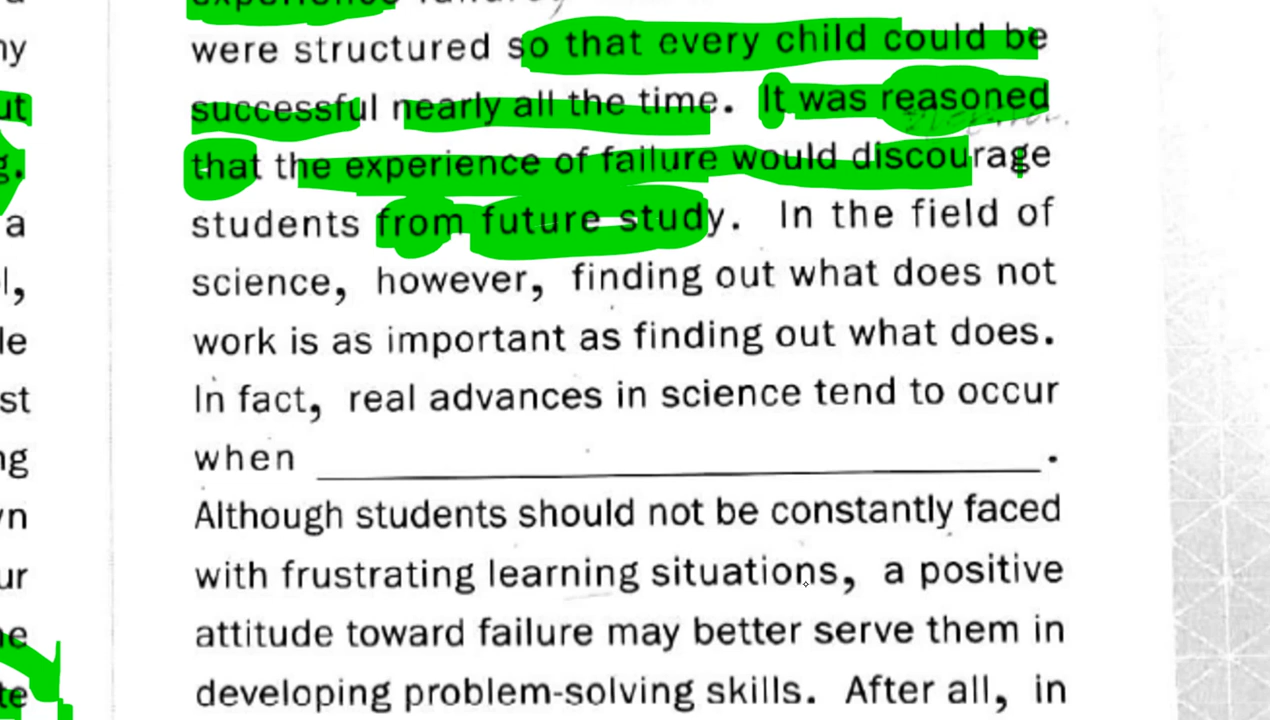 experience
were structured so that every child could be
successful nearly all the time. It was reasoned
that the experience of failure would discourage
students from future study. In the field of
science, however, finding out what does not
work is as important as finding out what does.
In fact, real advances in science tend to occur
when ____.
Although students should not be constantly faced
with frustrating learning situations, a positive
attitude toward failure may better serve them in
developing problem-solving skills. After all, in